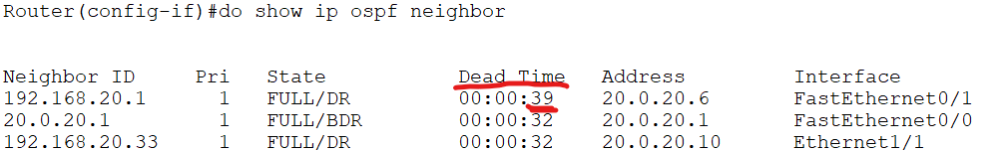 Router(config-if)#do show ip ospf neighbor
Neighbor ID Pri State Dead Time Address Interface
192.168.20.1 1 FULL/DR 00:00:39 20.0.20.6 FastEthernet0/1
20.0.20.1 1 FULL/BDR 00:00:32 20.0.20.1 FastEthernet0/0
192.168.20.33 1 FULL/DR 00:00:32 20.0.20.10 Ethernet1/1